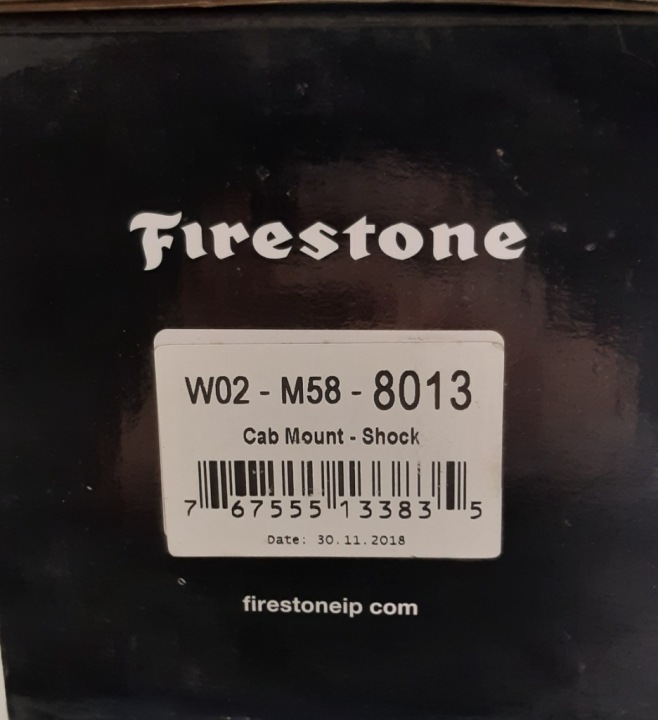 Firestone
W02 - M58 - 8013
Cab Mount - Shock
7 67555 13383 5
Date: 30.11.2018
firestoneip com